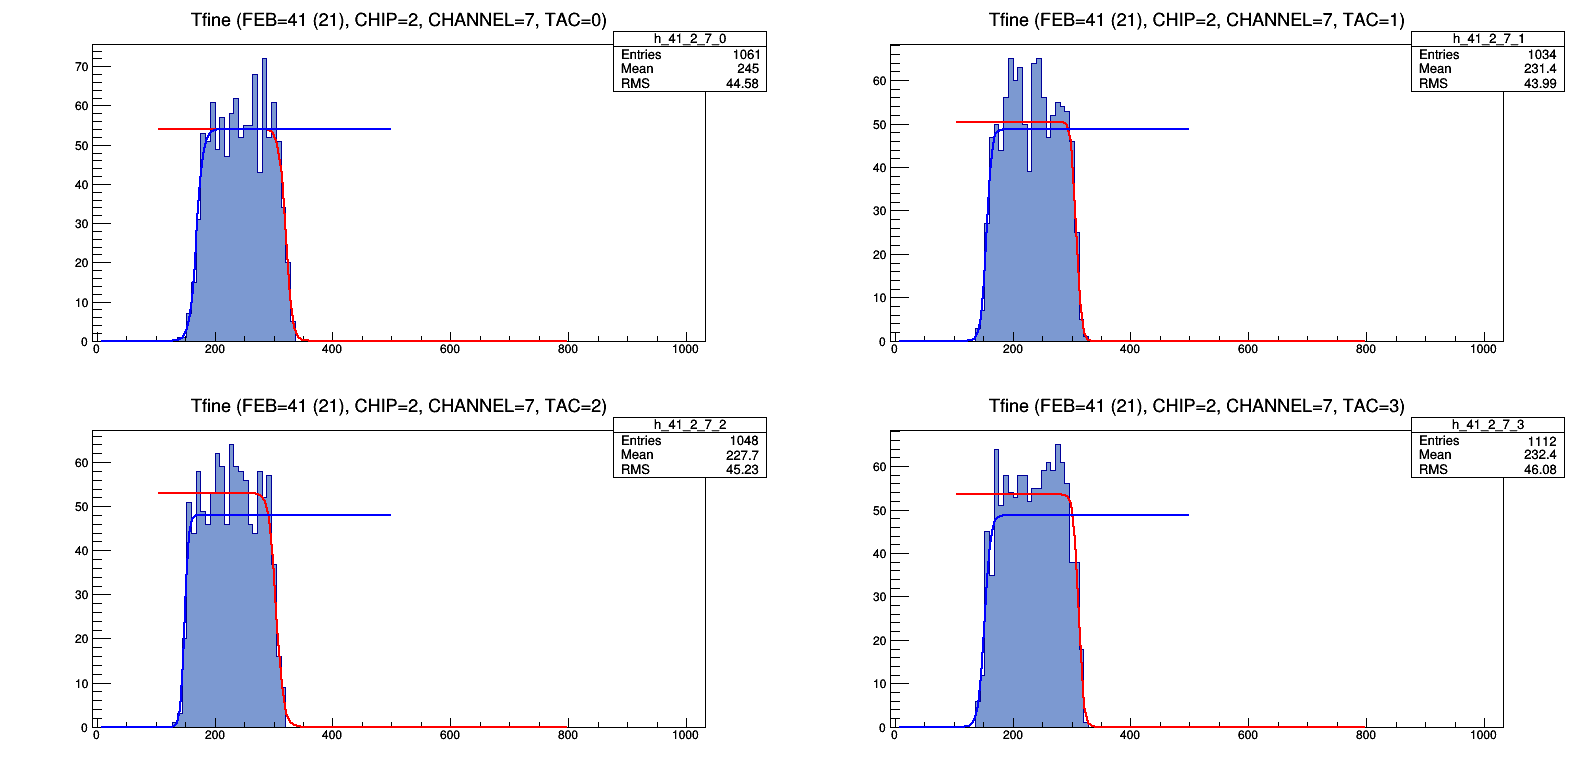 Tfine (FEB=41 (21), CHIP=2, CHANNEL=7, TAC=0)
h_41_2_7_0
Entries 1061
Mean 245
RMS 44.58
70
60
50
40
30
20
10
0
0 200 400 600 800 1000
Tfine (FEB=41 (21), CHIP=2, CHANNEL=7, TAC=1)
h_41_2_7_1
Entries 1034
Mean 231.4
RMS 43.99
60
50
40
30
20
10
0
0 200 400 600 800 1000
Tfine (FEB=41 (21), CHIP=2, CHANNEL=7, TAC=2)
h_41_2_7_2
Entries 1048
Mean 227.7
RMS 45.23
60
50
40
30
20
10
0
0 200 400 600 800 1000
Tfine (FEB=41 (21), CHIP=2, CHANNEL=7, TAC=3)
h_41_2_7_3
Entries 1112
Mean 232.4
RMS 46.08
60
50
40
30
20
10
0
0 200 400 600 800 1000